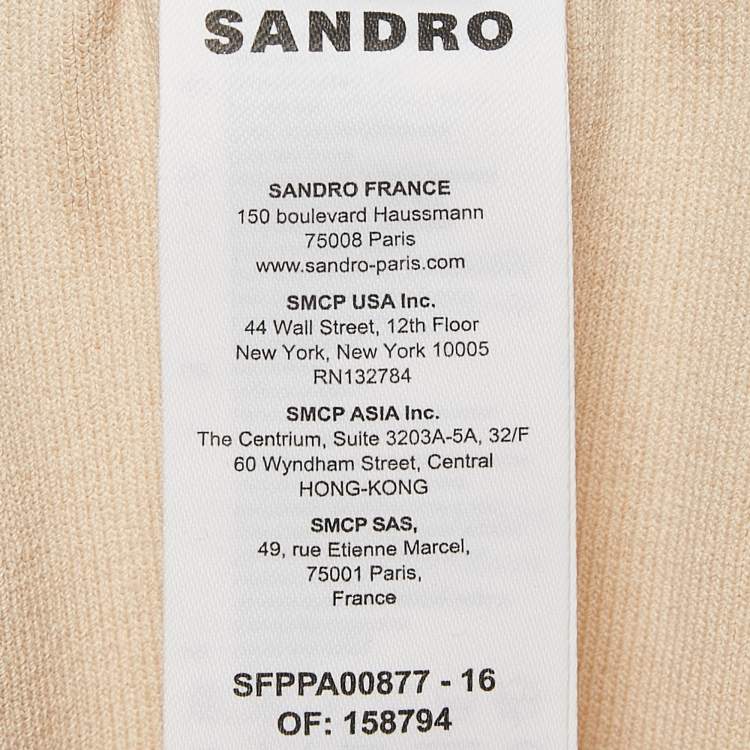 SANDRO
SANDRO FRANCE
150 boulevard Haussmann
75008 Paris
www.sandro-paris.com
SMCP USA Inc.
44 Wall Street, 12th Floor
New York, New York 10005
RN132784
SMCP ASIA Inc.
The Centrium, Suite 3203A-5A, 32/F
60 Wyndham Street, Central
HONG-KONG
SMCP SAS,
49, rue Etienne Marcel,
75001 Paris,
France
SFPPA00877 - 16
OF: 158794